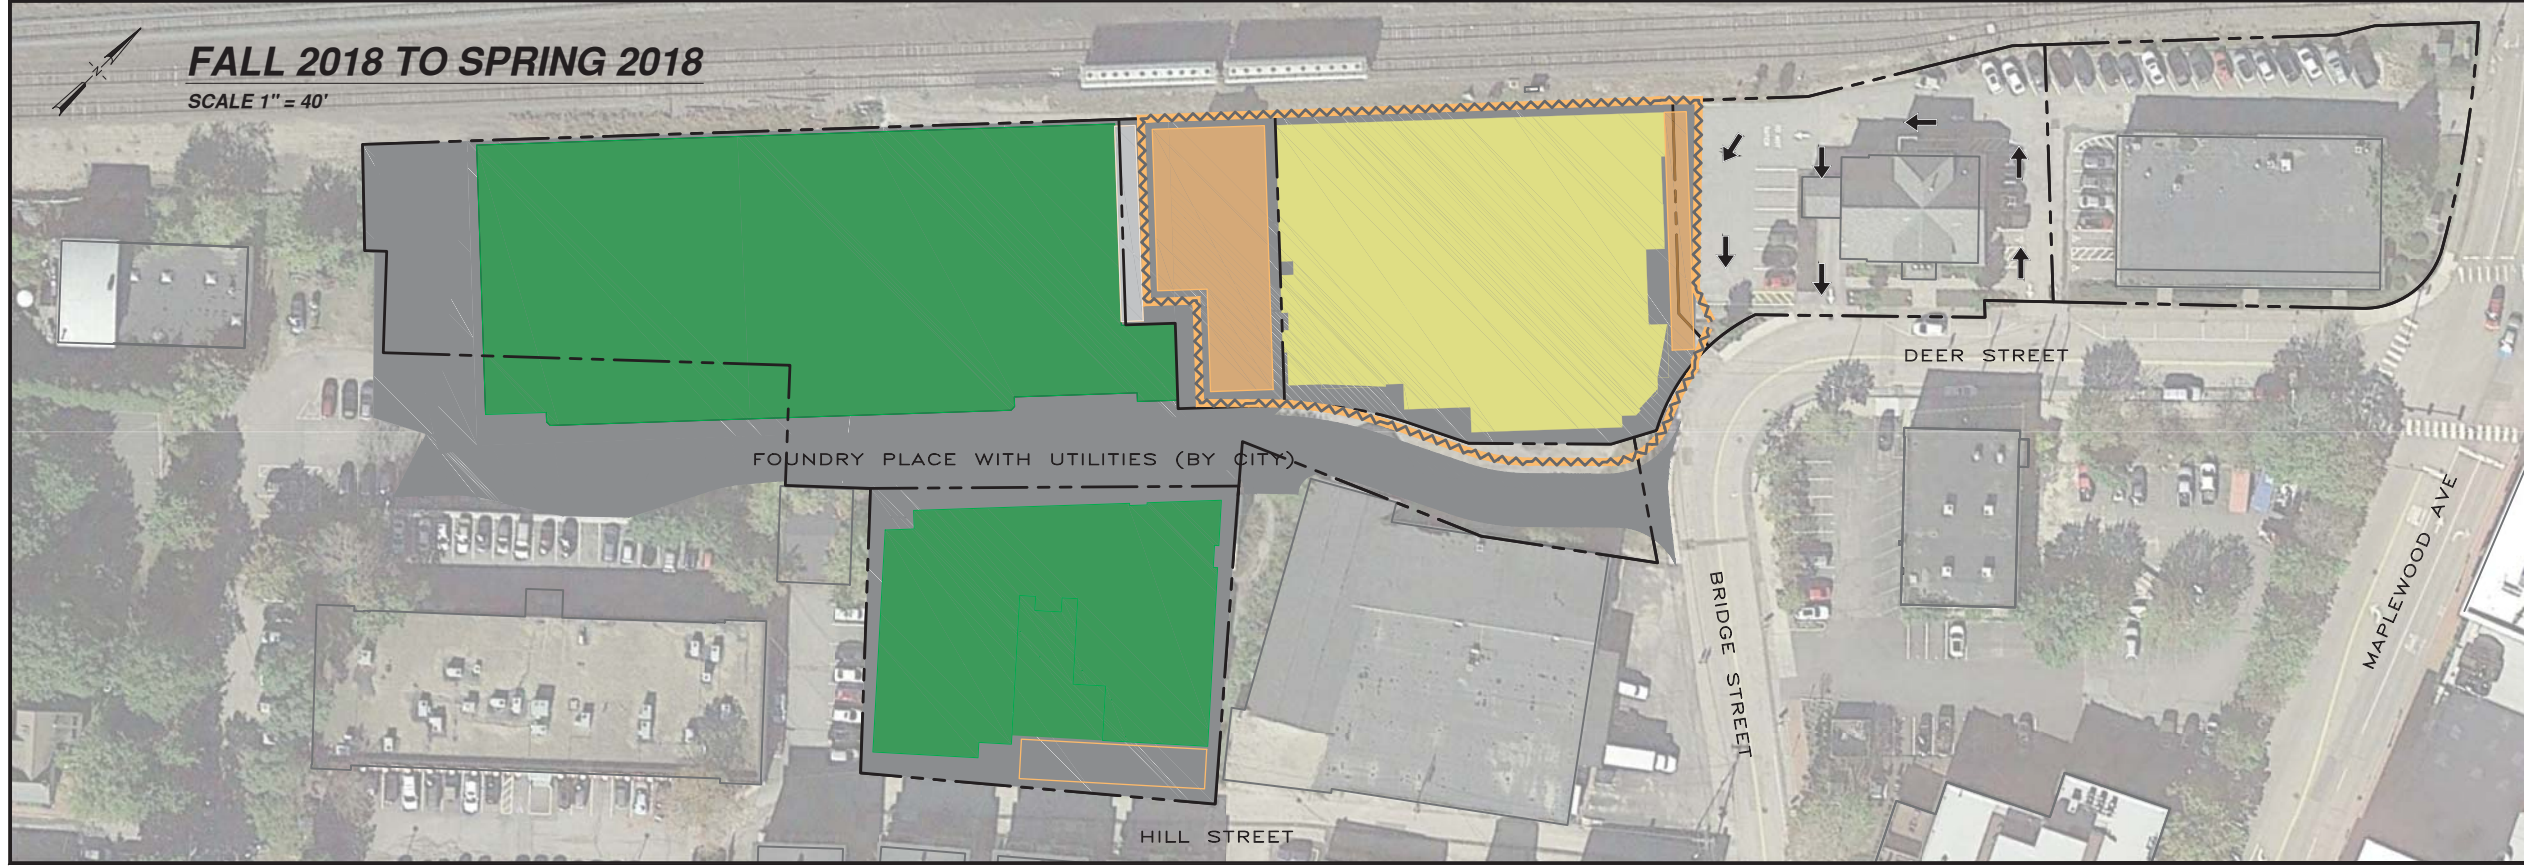 FALL 2018 TO SPRING 2018
SCALE 1" = 40'
N
DEER STREET
FOUNDRY PLACE WITH UTILITIES (BY CITY)
BRIDGE STREET
MAPLEWOOD AVE
HILL STREET